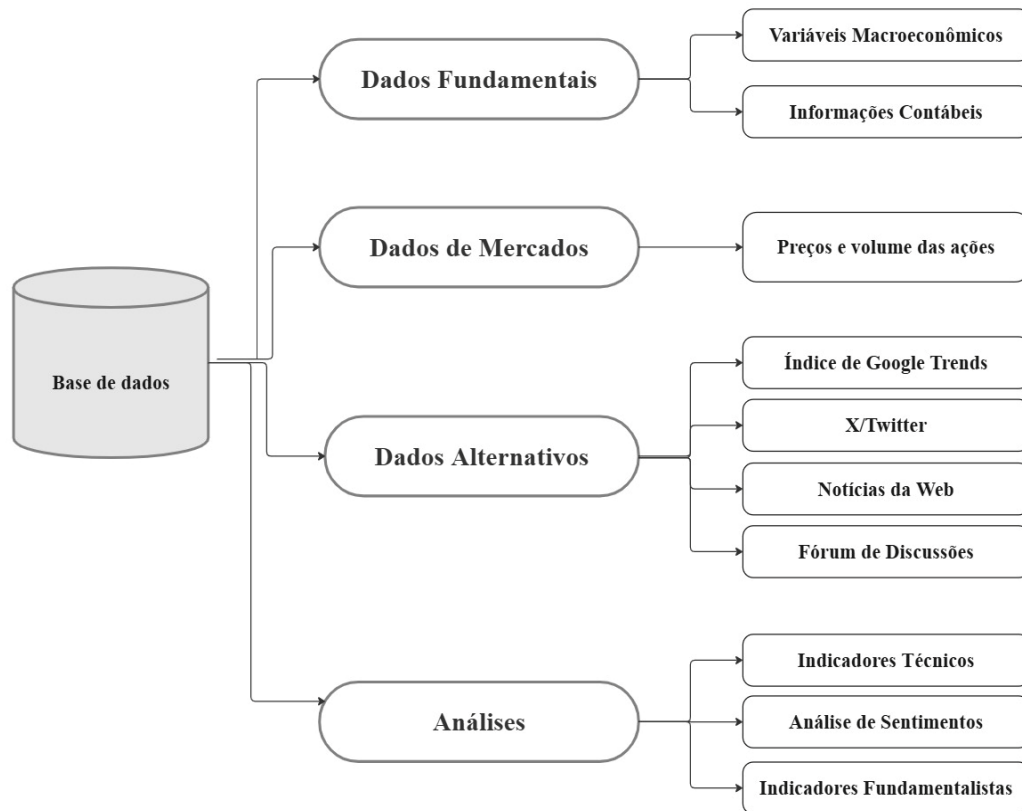 Base de dados
Dados Fundamentais
Variáveis Macroeconômicos
Informações Contábeis
Dados de Mercados
Preços e volume das ações
Dados Alternativos
Índice de Google Trends
X/Twitter
Notícias da Web
Fórum de Discussões
Análises
Indicadores Técnicos
Análise de Sentimentos
Indicadores Fundamentalistas